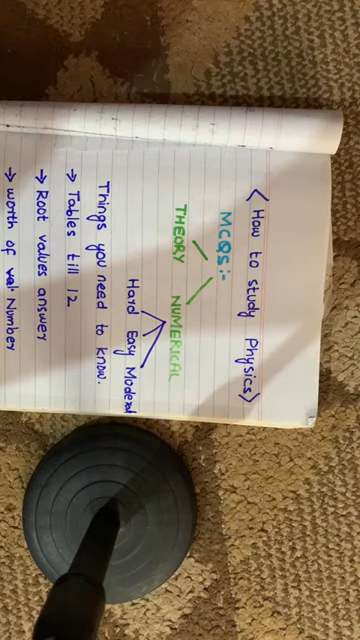 < How to study Physics>
MCQS:-
THEORY NUMERICAL
Hard Easy Moderat
Things you need to know.
→ Tables till 12
→ Root values answer
→ worth of Number